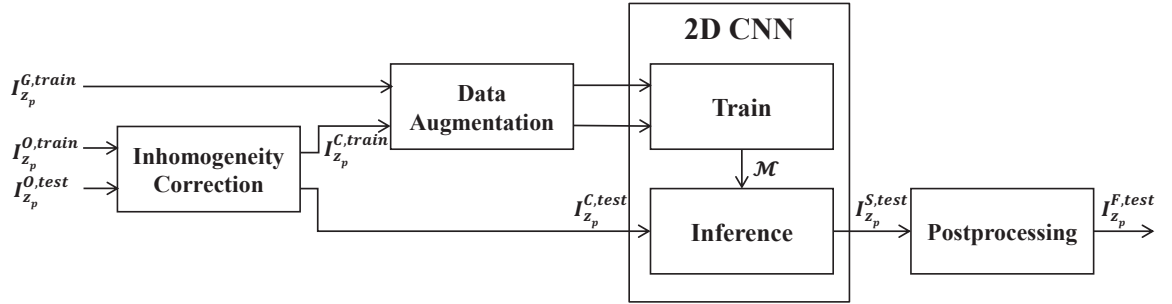 2D CNN
I_{z_p}^{G,train}
Data
Augmentation
Train
I_{z_p}^{O,train}
I_{z_p}^{C,train}
Inhomogeneity
Correction
I_{z_p}^{O,test}
ℳ
I_{z_p}^{C,test}
Inference
I_{z_p}^{S,test}
Postprocessing
I_{z_p}^{F,test}